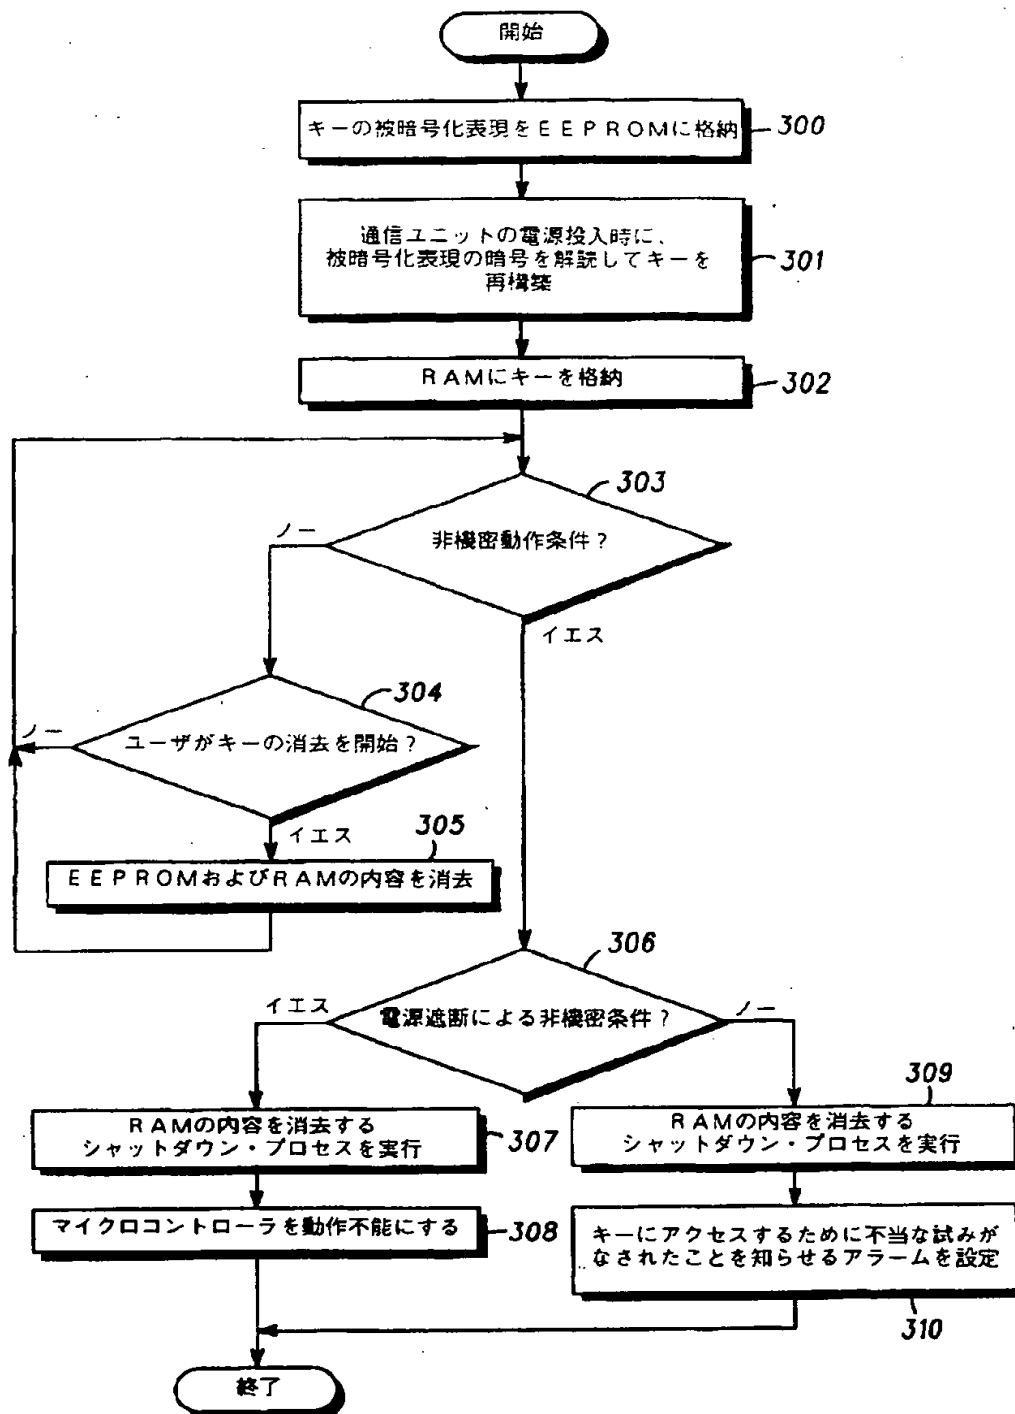 開始
キーの被暗号化表現をEEPROMに格納
300
通信ユニットの電源投入時に、
被暗号化表現の暗号を解読してキーを
再構築
301
RAMにキーを格納
302
303
非機密動作条件?
ノー
イエス
304
ユーザがキーの消去を開始?
ノー
イエス
305
EEPROMおよびRAMの内容を消去
306
電源遮断による非機密条件?
イエス
ノー
RAMの内容を消去する
シャットダウン・プロセスを実行
307
309
RAMの内容を消去する
シャットダウン・プロセスを実行
マイクロコントローラを動作不能にする
308
キーにアクセスするために不当な試みが
なされたことを知らせるアラームを設定
310
終了